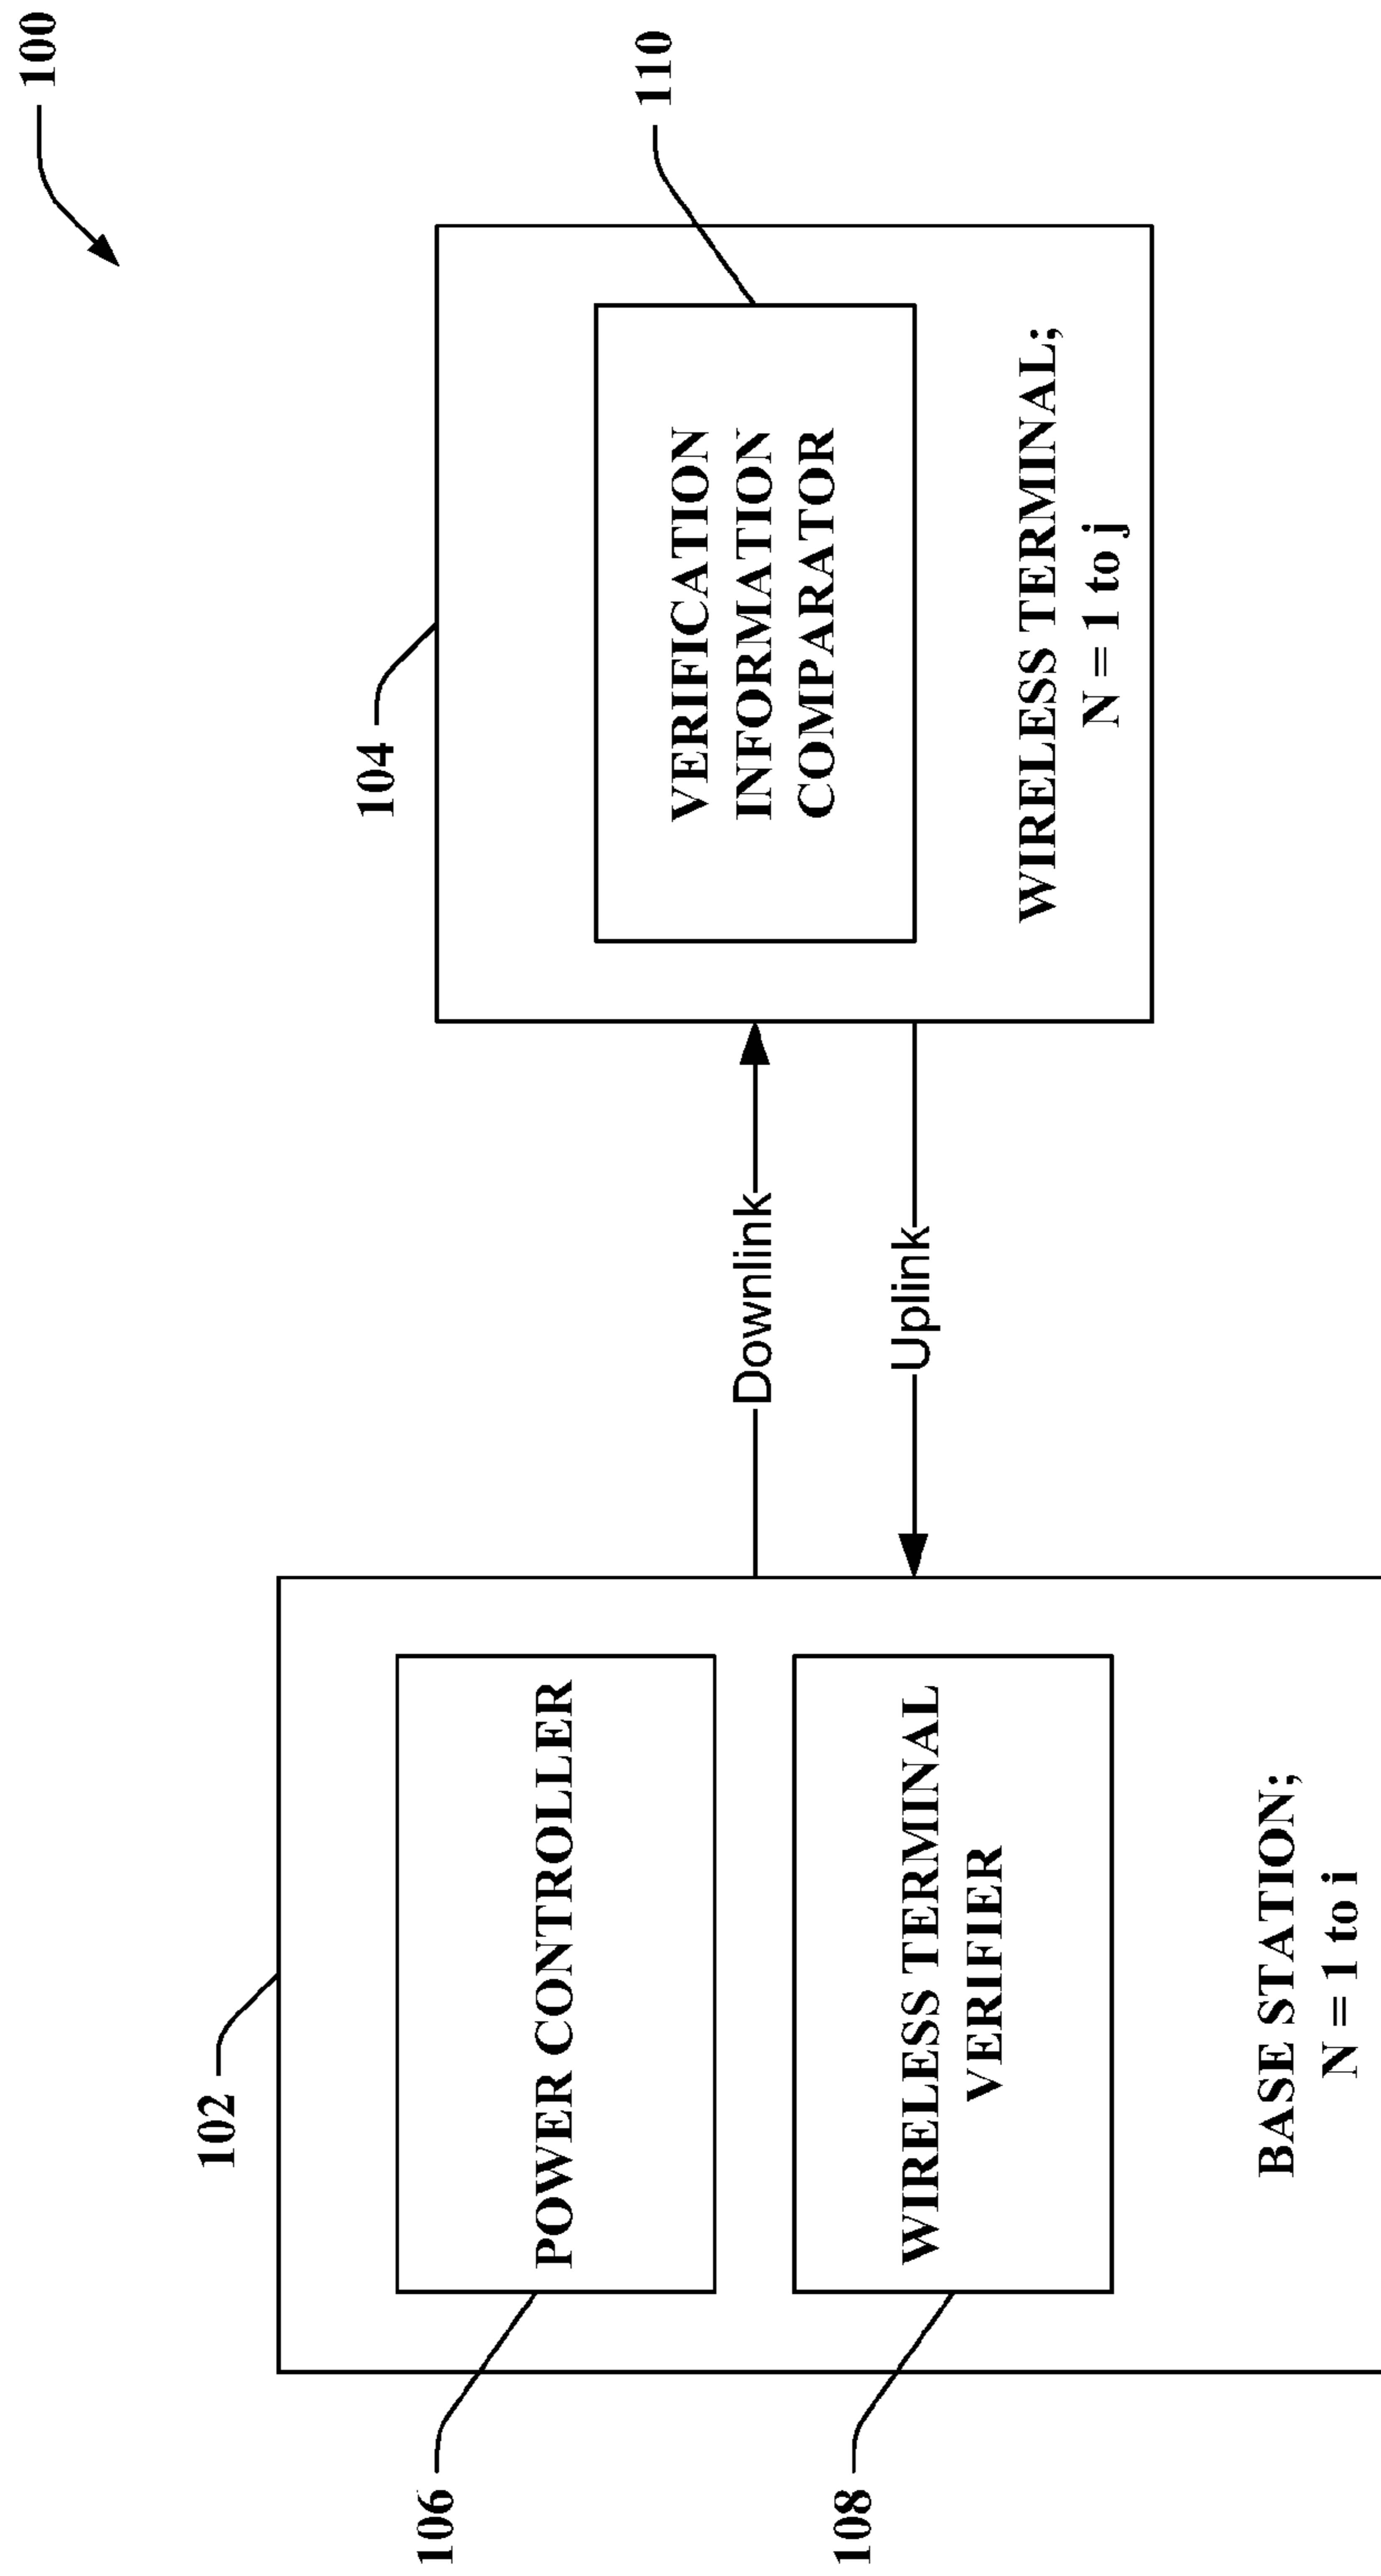 100
102
106
POWER CONTROLLER
108
WIRELESS TERMINAL
VERIFIER
BASE STATION;
N = 1 to i
Downlink
Uplink
104
110
VERIFICATION
INFORMATION
COMPARATOR
WIRELESS TERMINAL;
N = 1 to j